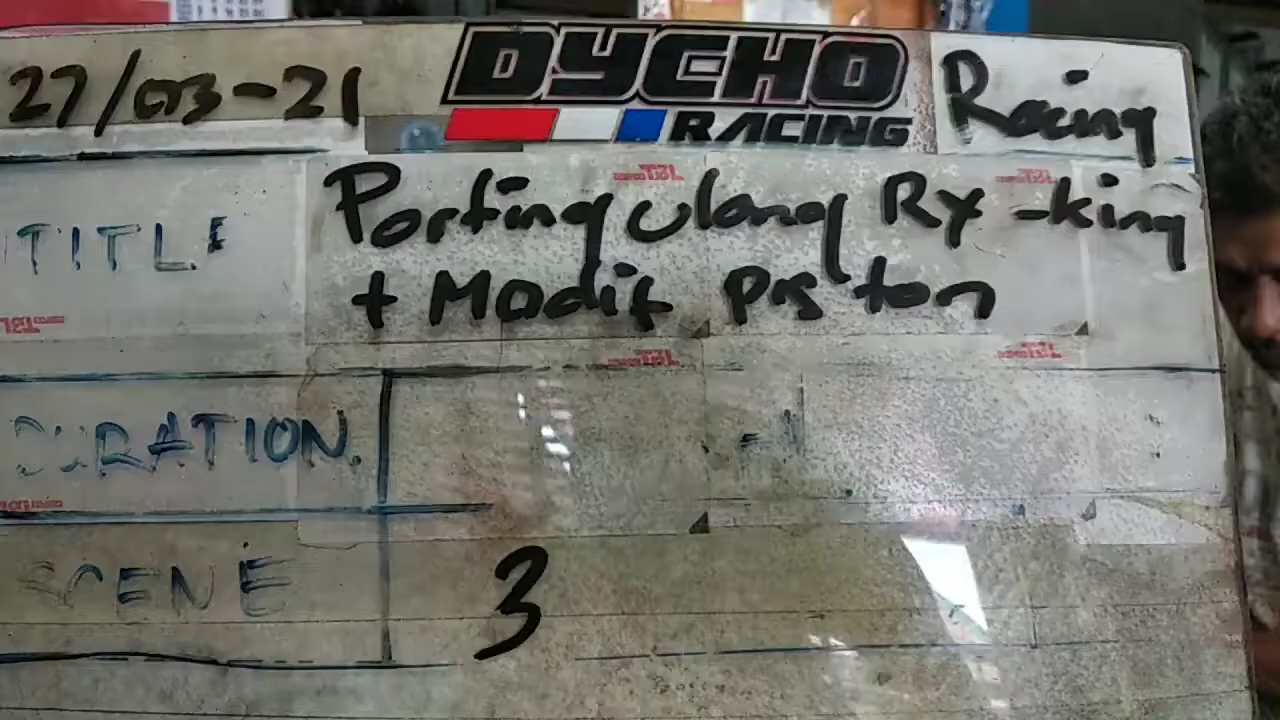 27/03-21
DYCHO
RACING
Racing
TITLE
Porting Ulang RX-king
+ Modif Piston
DURATION
SCENE
3